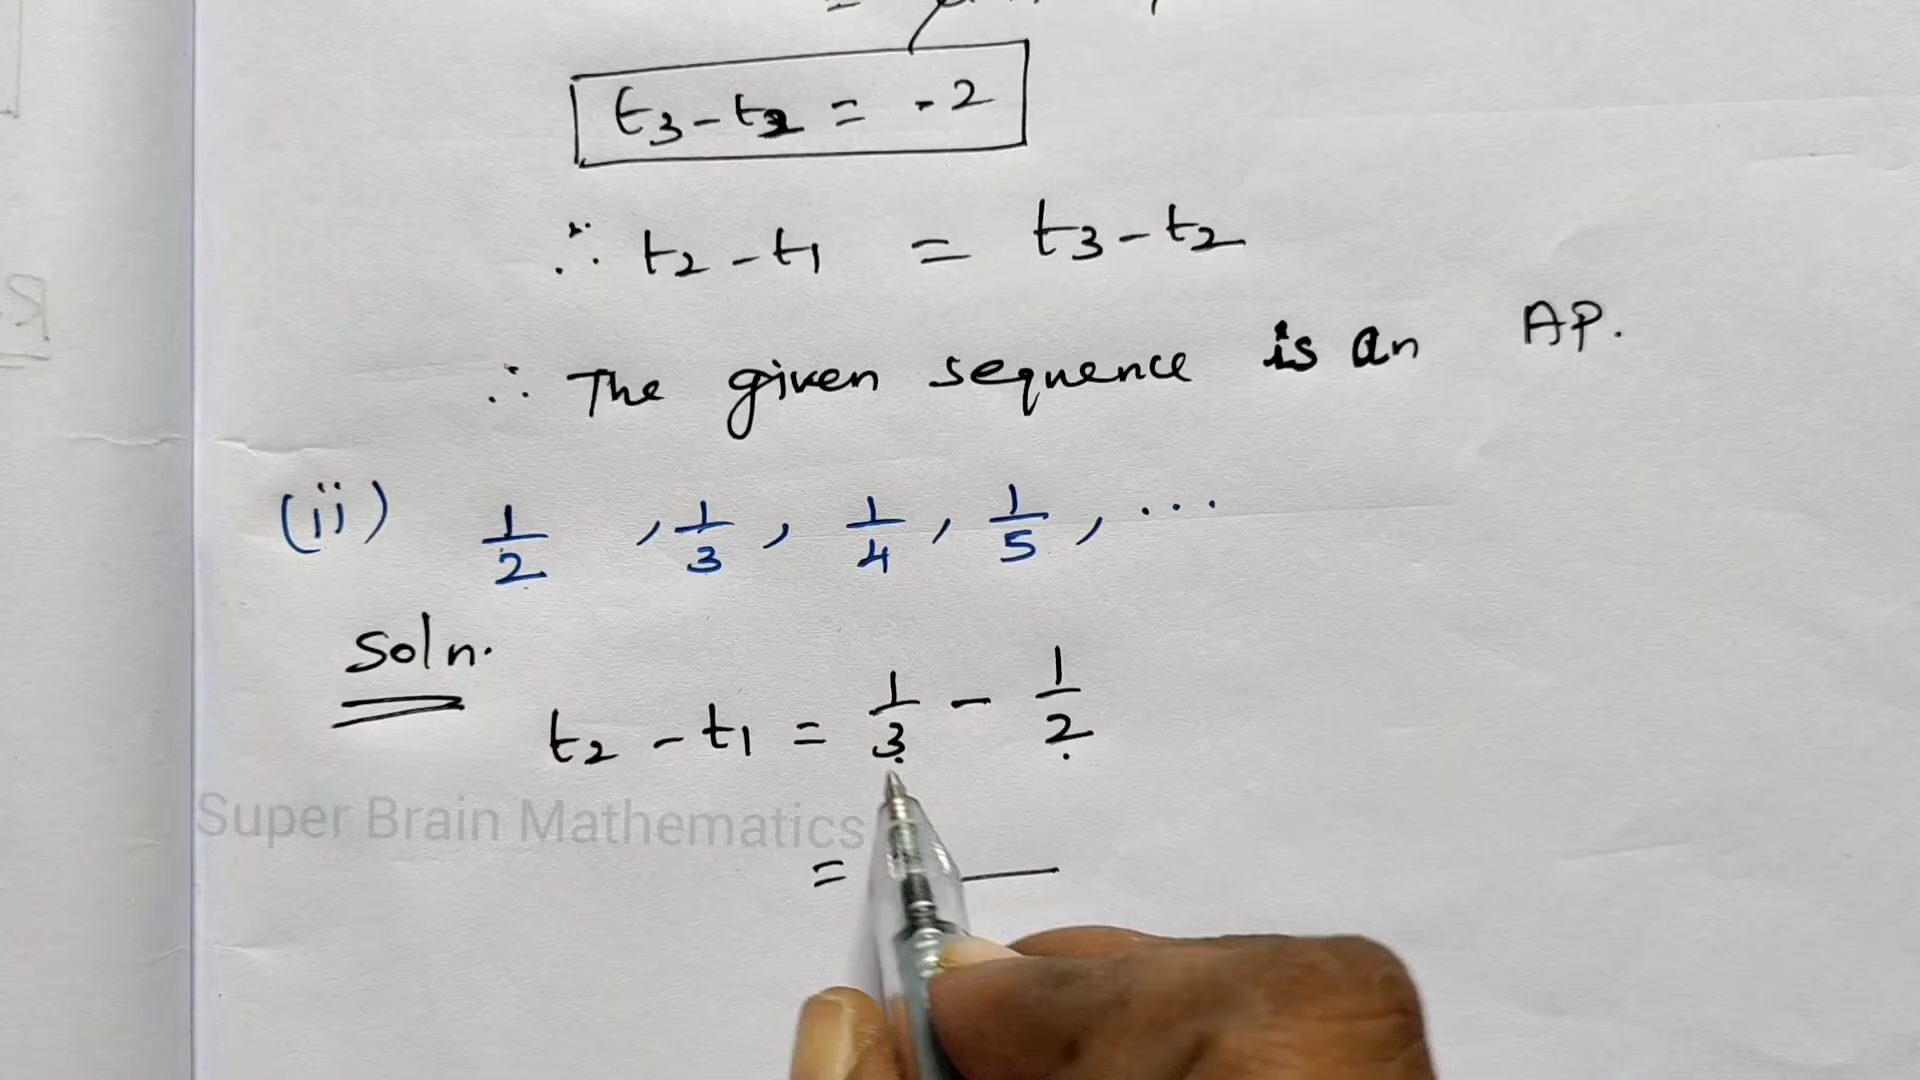 t₃ - t₂ = -2
∴ t₂ - t₁ = t₃ - t₂
∴ The given sequence is an AP.
(ii) 1/2 , 1/3 , 1/4 , 1/5 , ...
Soln.
t₂ - t₁ = 1/3 - 1/2
Super Brain Mathematics
=